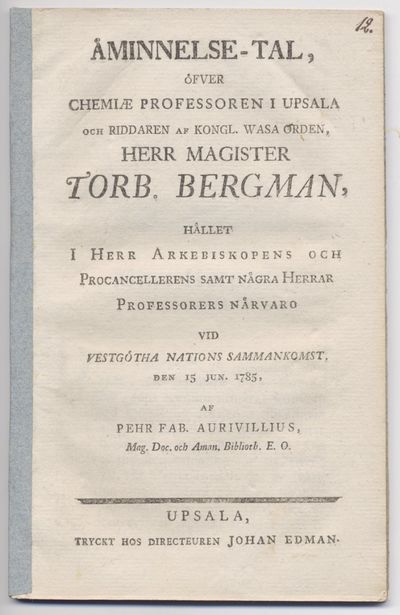 12.
ÅMINNELSE-TAL,
ÖFVER
CHEMIÆ PROFESSOREN I UPSALA
OCH RIDDAREN AF KONGL. WASA ORDEN,
HERR MAGISTER
TORB. BERGMAN,
HÅLLET
I HERR ARKEBISKOPENS OCH
PROCANCELLERENS SAMT NÅGRA HERRAR
PROFESSORERS NÅRVARO
VID
VESTGÖTHA NATIONS SAMMANKOMST,
DEN 15 JUN. 1785,
AF
PEHR FAB. AURIVILLIUS,
Mag. Doc. och Aman. Biblioth. E. O.
UPSALA,
TRYCKT HOS DIRECTEUREN JOHAN EDMAN.